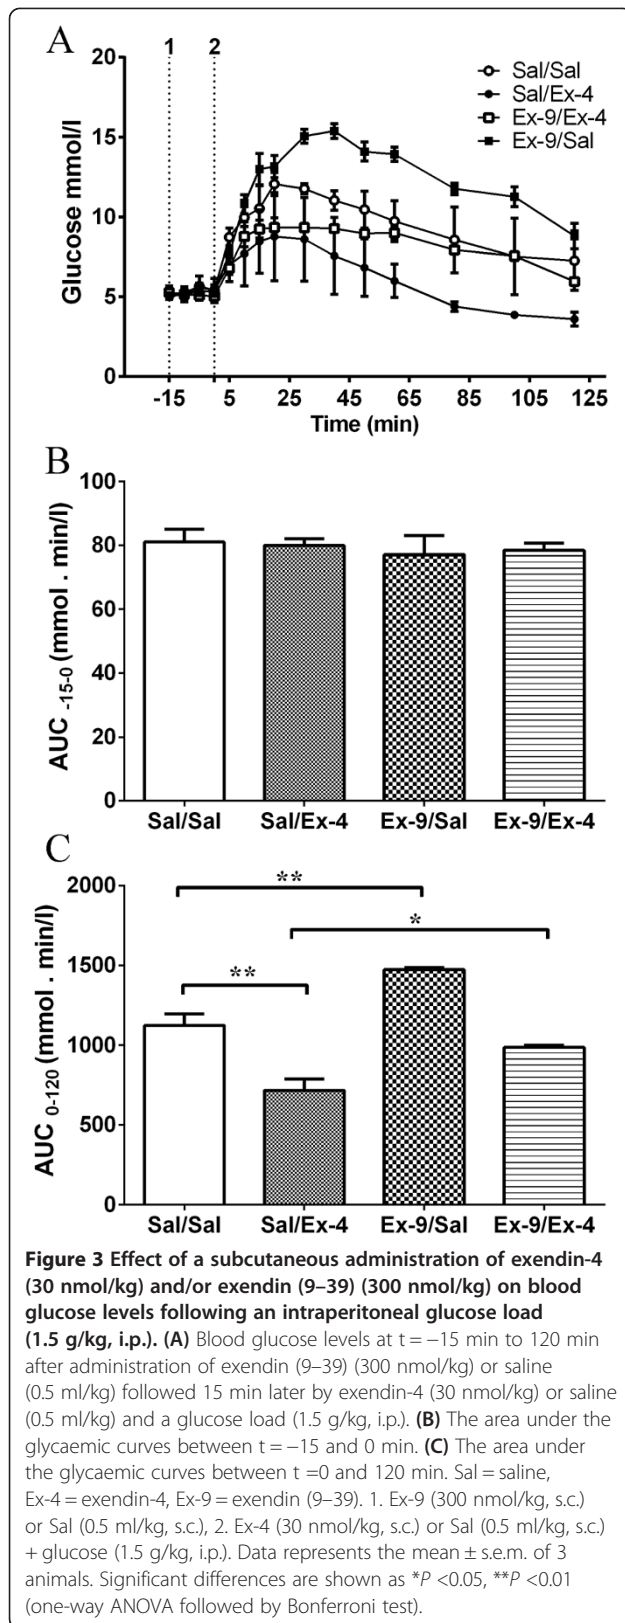 A
1 2
20
15
10
5
0
Glucose mmol/l
Sal/Sal
Sal/Ex-4
Ex-9/Ex-4
Ex-9/Sal
-15 5 25 45 65 85 105 125
Time (min)
B
100
80
60
40
20
0
AUC -15-0 (mmol . min/l)
Sal/Sal Sal/Ex-4 Ex-9/Sal Ex-9/Ex-4
C
2000
1500
1000
500
0
AUC 0-120 (mmol . min/l)
**
*
**
Sal/Sal Sal/Ex-4 Ex-9/Sal Ex-9/Ex-4
Figure 3 Effect of a subcutaneous administration of exendin-4
(30 nmol/kg) and/or exendin (9–39) (300 nmol/kg) on blood
glucose levels following an intraperitoneal glucose load
(1.5 g/kg, i.p.). (A) Blood glucose levels at t = −15 min to 120 min
after administration of exendin (9–39) (300 nmol/kg) or saline
(0.5 ml/kg) followed 15 min later by exendin-4 (30 nmol/kg) or saline
(0.5 ml/kg) and a glucose load (1.5 g/kg, i.p.). (B) The area under the
glycaemic curves between t = −15 and 0 min. (C) The area under
the glycaemic curves between t =0 and 120 min. Sal = saline,
Ex-4 = exendin-4, Ex-9 = exendin (9–39). 1. Ex-9 (300 nmol/kg, s.c.)
or Sal (0.5 ml/kg, s.c.), 2. Ex-4 (30 nmol/kg, s.c.) or Sal (0.5 ml/kg, s.c.)
+ glucose (1.5 g/kg, i.p.). Data represents the mean ± s.e.m. of 3
animals. Significant differences are shown as *P <0.05, **P <0.01
(one-way ANOVA followed by Bonferroni test).